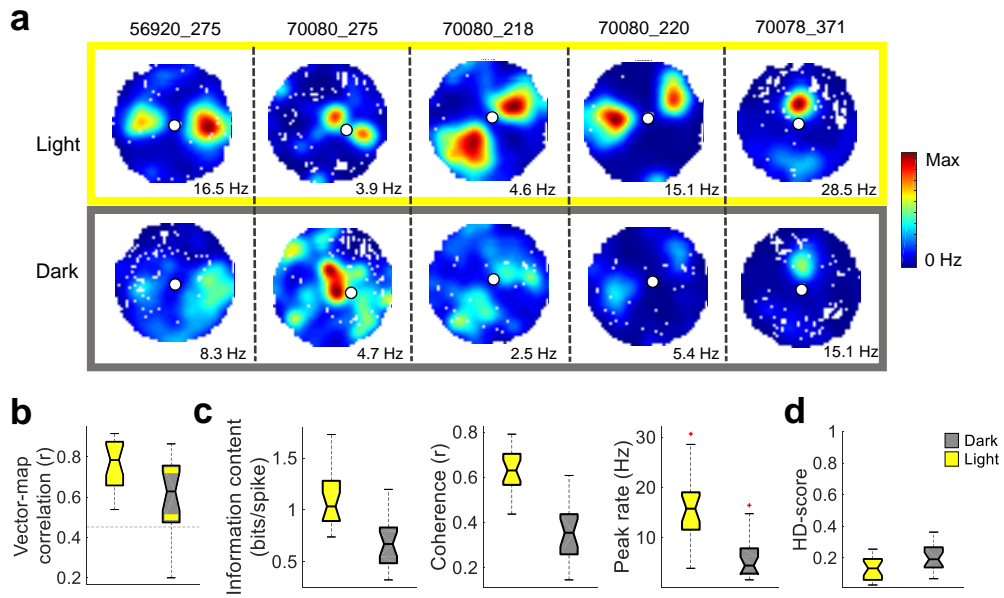 a
56920_275 70080_275 70080_218 70080_220 70078_371
Light
16.5 Hz 3.9 Hz 4.6 Hz 15.1 Hz 28.5 Hz
Max
0 Hz
Dark
8.3 Hz 4.7 Hz 2.5 Hz 5.4 Hz 15.1 Hz
b
Vector-map
correlation (r)
0.8
0.6
0.4
0.2
c
Information content
(bits/spike)
1.5
1
0.5
Coherence (r)
0.8
0.6
0.4
0.2
Peak rate (Hz)
30
20
10
d
HD-score
1
0.8
0.6
0.4
0.2
Dark
Light